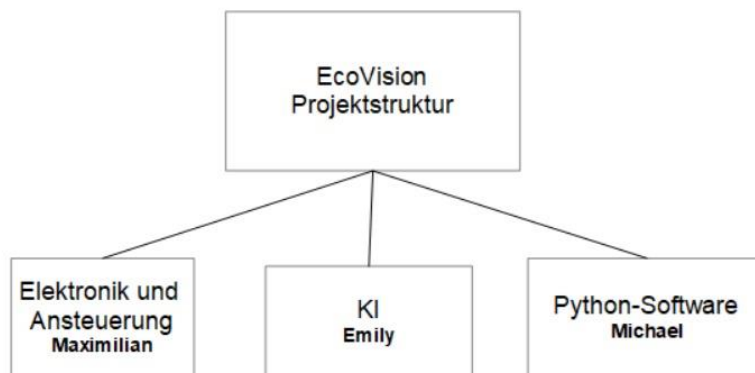 EcoVision
Projektstruktur
Elektronik und
Ansteuerung
Maximilian
KI
Emily
Python-Software
Michael